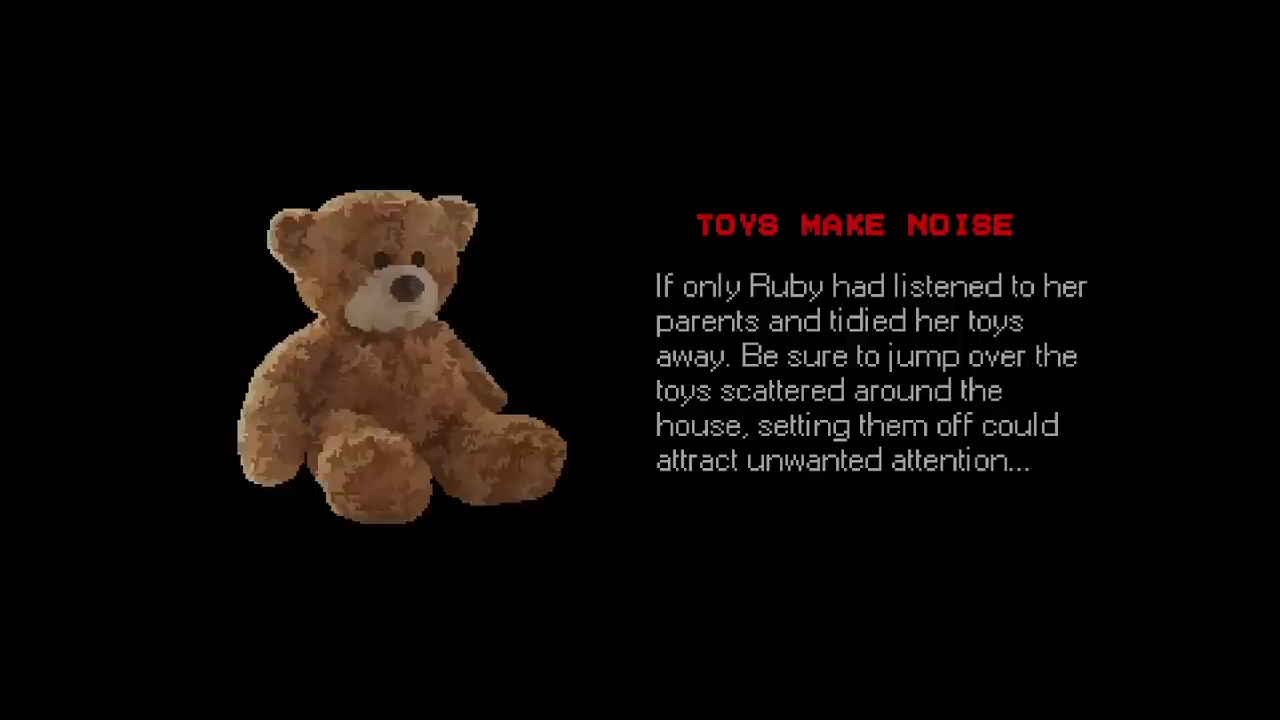 TOYS MAKE NOISE
If only Ruby had listened to her
parents and tidied her toys
away. Be sure to jump over the
toys scattered around the
house, setting them off could
attract unwanted attention...